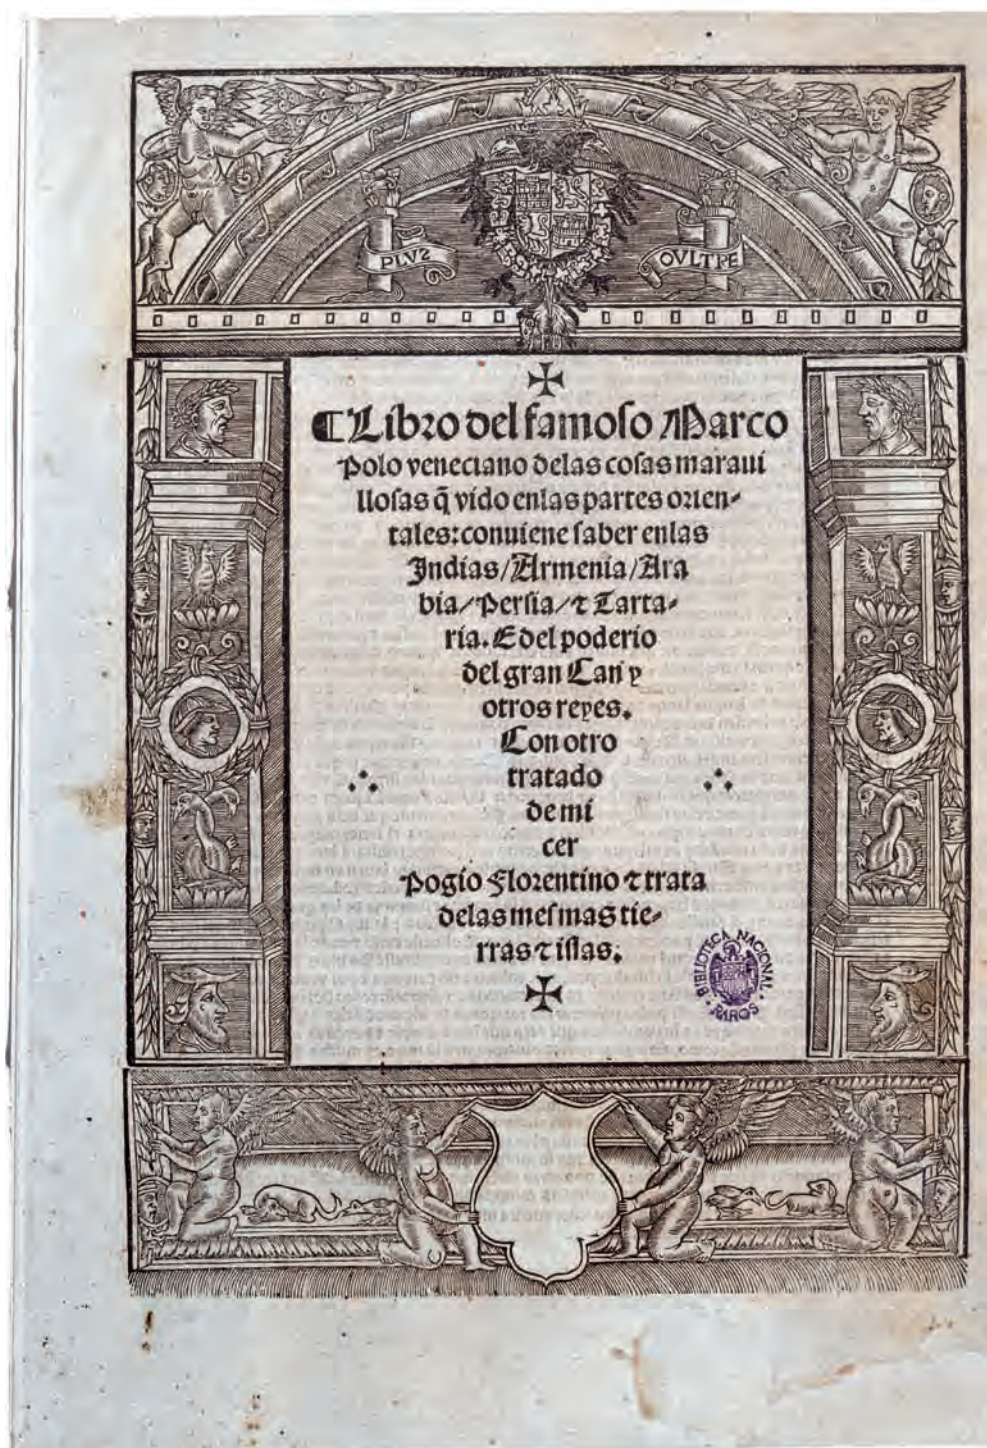 PLVS
OVLTRE
Libro del famoſo Marco
Polo veneciano delas coſas maraui
lloſas q̃ vido enlas partes orien-
tales: conuiene ſaber enlas
Indias/Armenia/Ara
bia/Perſia/⁊ Tarta-
ria. E del poderio
del gran Can y
otros reyes.
Con otro
tratado
de mi
cer
Pogio Florentino ⁊ trata
delas meſmas tie-
rras ⁊ iſlas.
BIBLIOTECA NACIONAL
RAROS